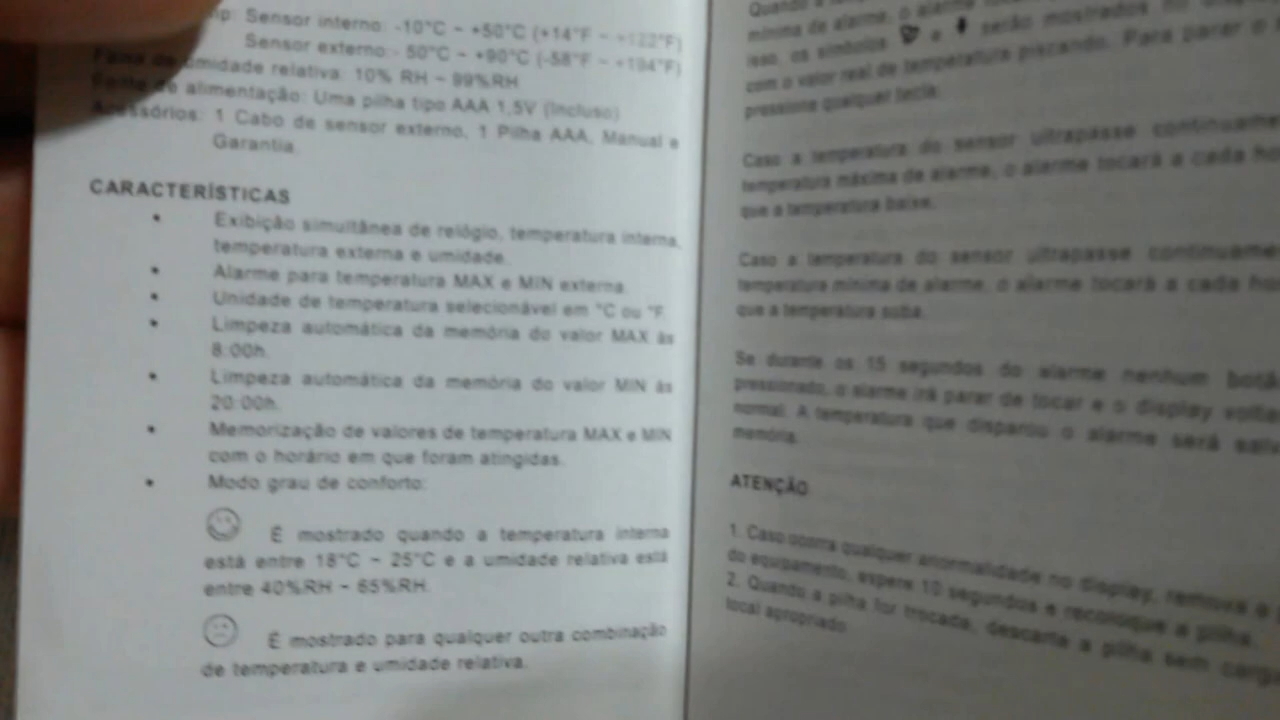 Sensor interno: -10°C ~ +50°C (+14°F ~ +122°F)
Sensor externo:- 50°C ~ +90°C (-58°F ~ +194°F)
umidade relativa: 10% RH ~ 99%RH
de alimentação: Uma pilha tipo AAA 1,5V (Incluso)
Acessórios: 1 Cabo de sensor externo, 1 Pilha AAA, Manual e
Garantia.
CARACTERÍSTICAS
• Exibição simultânea de relógio, temperatura interna,
temperatura externa e umidade.
• Alarme para temperatura MAX e MIN externa.
• Unidade de temperatura selecionável em °C ou °F.
• Limpeza automática da memória do valor MAX às
8:00h.
• Limpeza automática da memória do valor MIN às
20:00h.
• Memorização de valores de temperatura MAX e MIN
com o horário em que foram atingidas.
• Modo grau de conforto:
É mostrado quando a temperatura interna
está entre 18°C ~ 25°C e a umidade relativa está
entre 40%RH ~ 65%RH.
É mostrado para qualquer outra combinação
de temperatura e umidade relativa.
Quando a
mínima de alarme, o alarme
isso, os símbolos e serão mostrados no
com o valor real de temperatura piscando. Para parar o
pressione qualquer tecla.
Caso a temperatura do sensor ultrapasse
temperatura máxima de alarme, o alarme tocará a cada
que a temperatura baixe.
Caso a temperatura do sensor ultrapasse
temperatura mínima de alarme, o alarme tocará a cada
que a temperatura suba.
Se durante os 15 segundos do alarme nenhum
pressionado, o alarme irá parar de tocar e o display
normal. A temperatura que disparou o alarme será
memória.
ATENÇÃO
1. Caso ocorra qualquer anormalidade no display, remova a
do equipamento, espere 10 segundos e recoloque a pilha.
2. Quando a pilha for trocada, descarte a pilha sem
local apropriado.